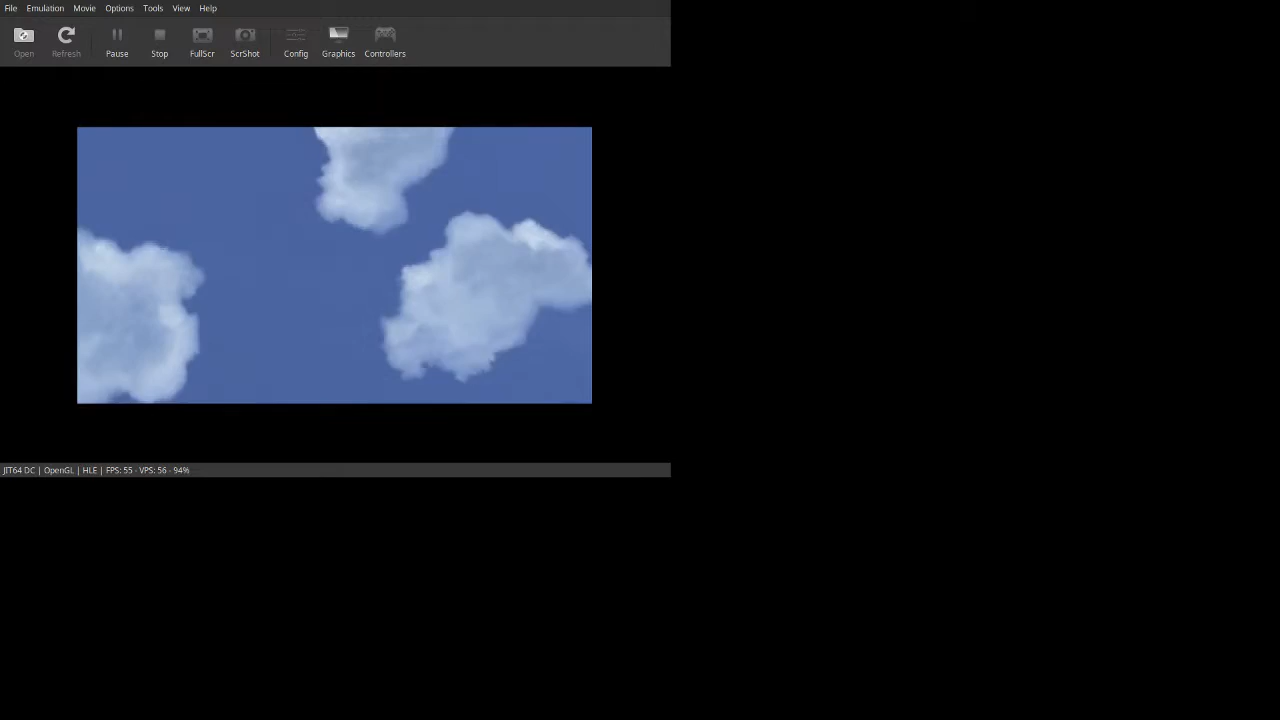 File Emulation Movie Options Tools View Help
Open Refresh Pause Stop FullScr ScrShot Config Graphics Controllers
JIT64 DC | OpenGL | HLE | FPS: 55 - VPS: 56 - 94%